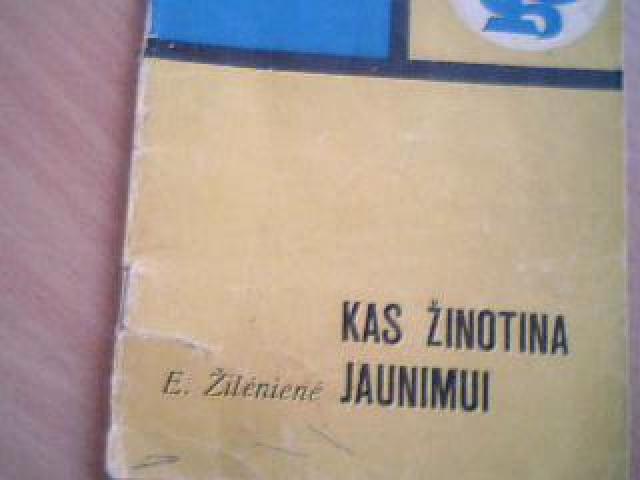 KAS ŽINOTINA
E. Žilėnienė JAUNIMUI